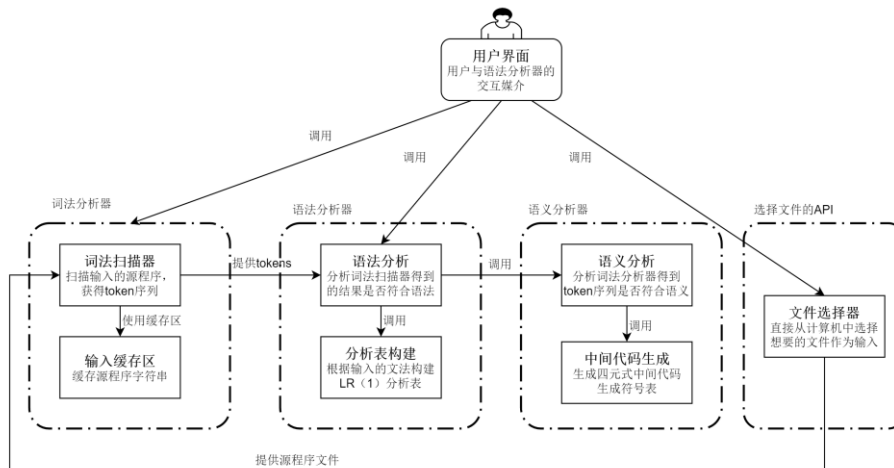 用户界面
用户与语法分析器的
交互媒介
调用
调用
调用
词法分析器
语法分析器
语义分析器
选择文件的API
词法扫描器
扫描输入的源程序，
获得token序列
提供tokens
语法分析
分析词法扫描器得到
的结果是否符合语法
调用
语义分析
分析词法分析器得到
token序列是否符合语义
使用缓存区
调用
调用
文件选择器
直接从计算机中选择
想要的文件作为输入
输入缓存区
缓存源程序字符串
分析表构建
根据输入的文法构建
LR（1）分析表
中间代码生成
生成四元式中间代码
生成符号表
提供源程序文件